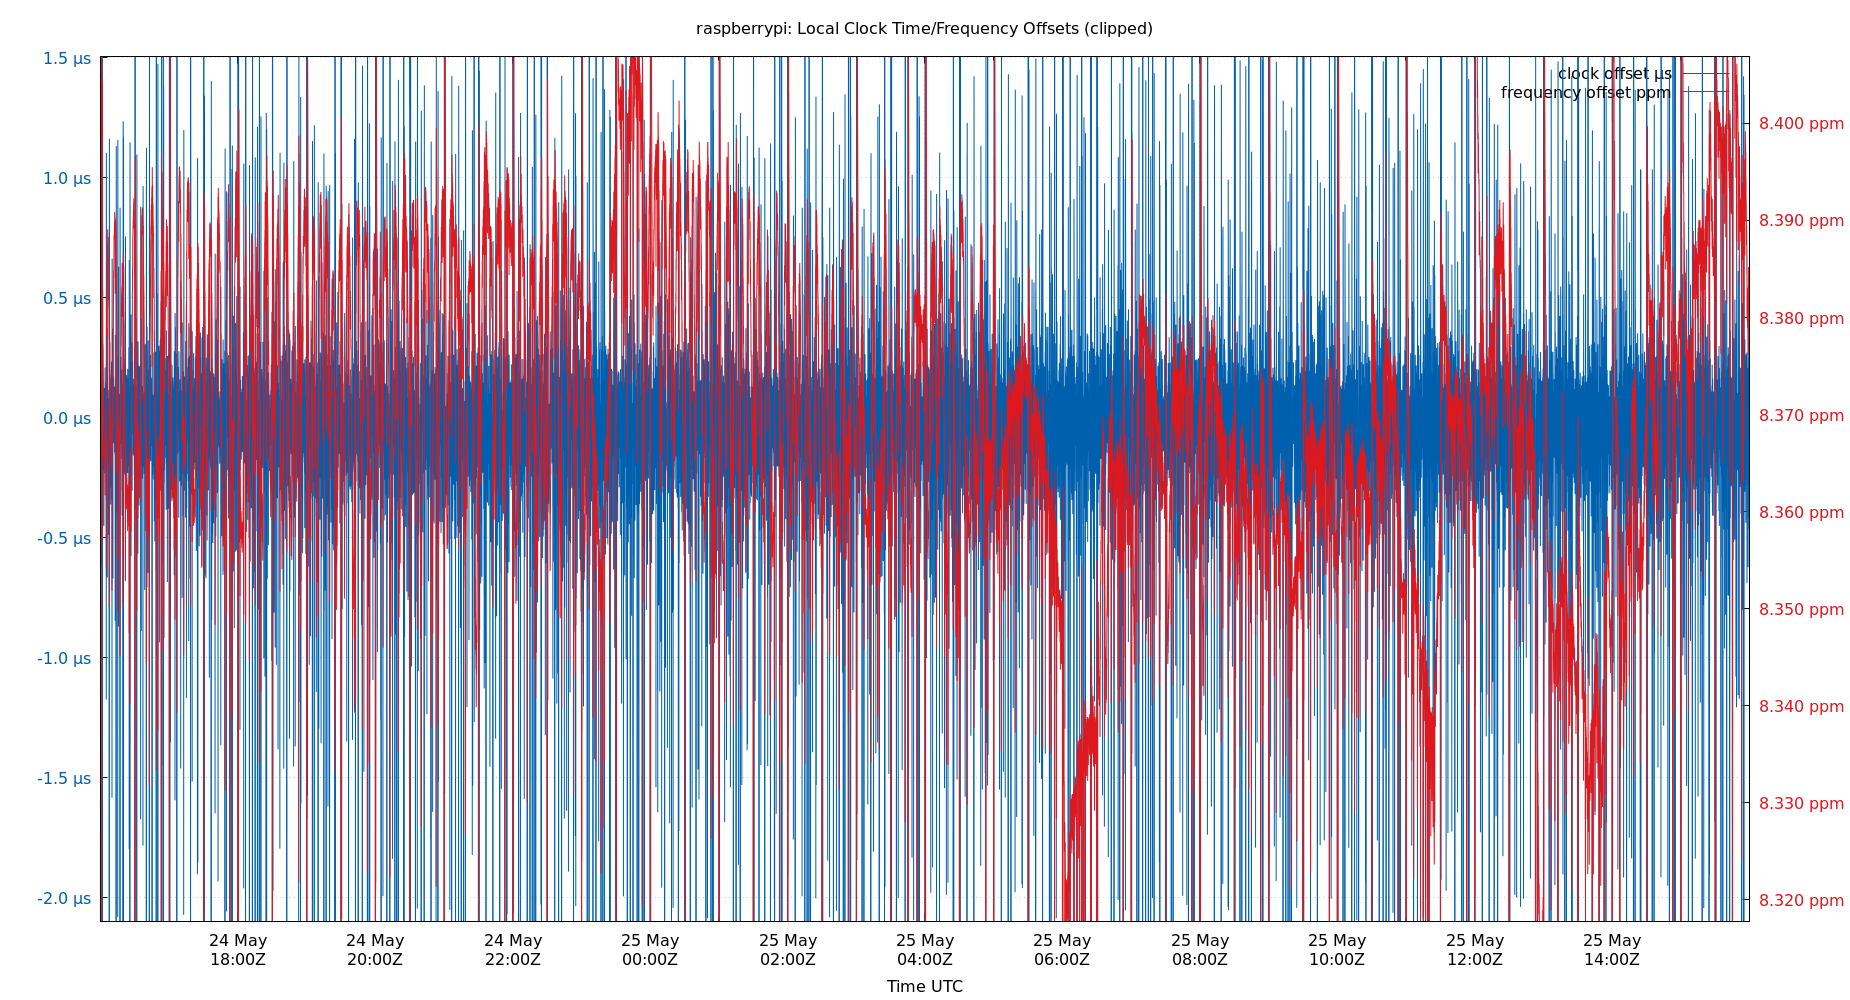 raspberrypi: Local Clock Time/Frequency Offsets (clipped)
clock offset µs
frequency offset ppm
1.5 µs
1.0 µs
0.5 µs
0.0 µs
-0.5 µs
-1.0 µs
-1.5 µs
-2.0 µs
8.400 ppm
8.390 ppm
8.380 ppm
8.370 ppm
8.360 ppm
8.350 ppm
8.340 ppm
8.330 ppm
8.320 ppm
24 May 24 May 24 May 25 May 25 May 25 May 25 May 25 May 25 May 25 May 25 May
18:00Z 20:00Z 22:00Z 00:00Z 02:00Z 04:00Z 06:00Z 08:00Z 10:00Z 12:00Z 14:00Z
Time UTC